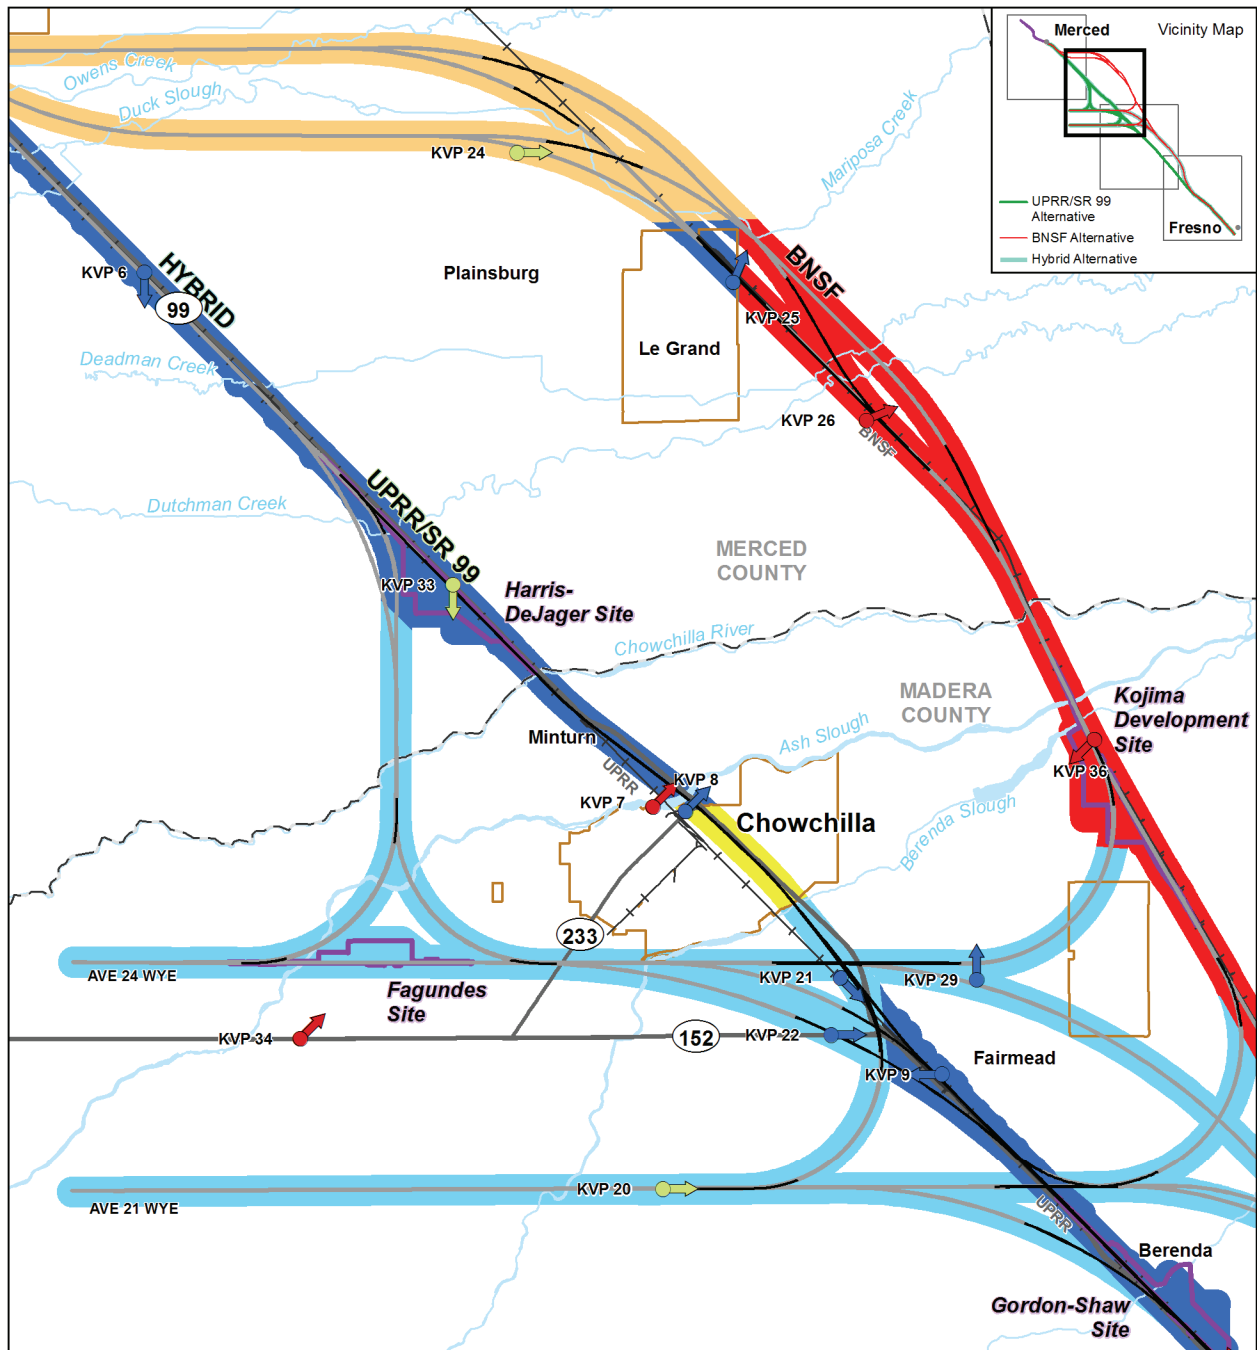 Merced
Vicinity Map
UPRR/SR 99
Alternative
BNSF Alternative
Hybrid Alternative
Fresno
Owens Creek
Duck Slough
KVP 24
Mariposa Creek
KVP 6
HYBRID
99
Plainsburg
BNSF
KVP 25
Le Grand
Deadman Creek
KVP 26
BNSF
Dutchman Creek
UPRR/SR 99
MERCED
COUNTY
KVP 33
Harris-
DeJager Site
Chowchilla River
MADERA
COUNTY
Kojima
Development
Site
Minturn
Ash Slough
UPRR
KVP 8
KVP 7
KVP 36
Chowchilla
Berenda Slough
233
AVE 24 WYE
KVP 21
KVP 29
Fagundes
Site
KVP 34
152
KVP 22
Fairmead
KVP 9
KVP 20
AVE 21 WYE
UPRR
Berenda
Gordon-Shaw
Site